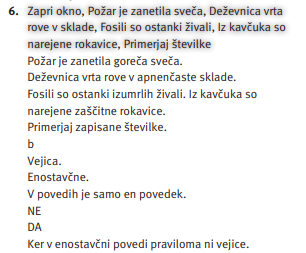 6. Zapri okno, Požar je zanetila sveča, Deževnica vrta
rove v sklade, Fosili so ostanki živali, Iz kavčuka so
narejene rokavice, Primerjaj številke
Požar je zanetila goreča sveča.
Deževnica vrta rove v apnenčaste sklade.
Fosili so ostanki izumrlih živali. Iz kavčuka so
narejene zaščitne rokavice.
Primerjaj zapisane številke.
b
Vejica.
Enostavčne.
V povedih je samo en povedek.
NE
DA
Ker v enostavčni povedi praviloma ni vejice.